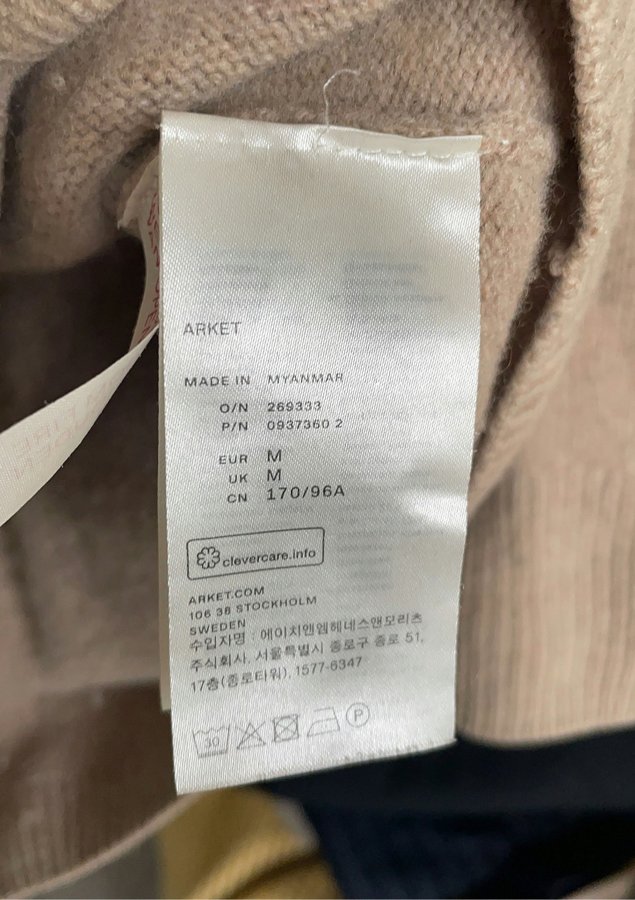 ARKET
MADE IN MYANMAR
O/N 269333
P/N 0937360 2
EUR M
UK M
CN 170/96A
clevercare.info
ARKET.COM
106 38 STOCKHOLM
SWEDEN
수입자명 : 에이치앤엠헤네스앤모리츠
주식회사, 서울특별시 종로구 종로 51,
17층(종로타워), 1577-6347
30 P